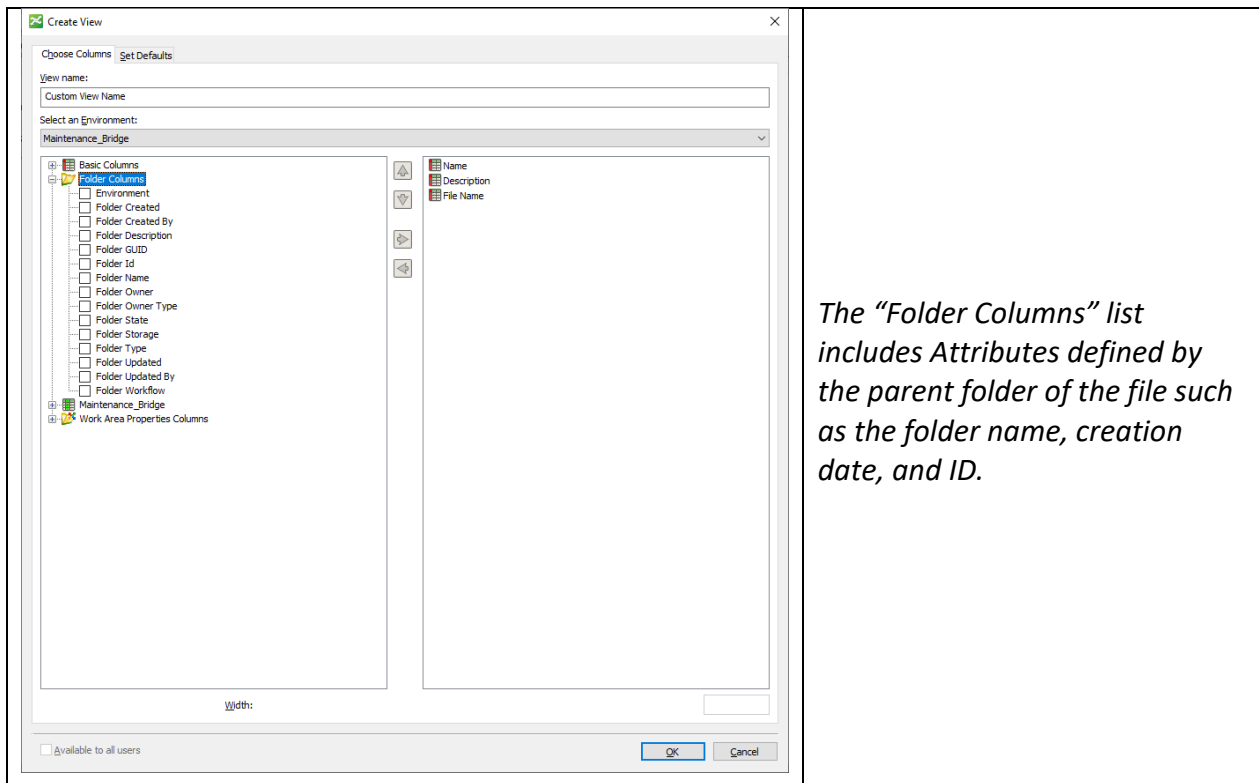 Create View
Choose Columns
Set Defaults
View name:
Custom View Name
Select an Environment:
Maintenance_Bridge
Basic Columns
Folder Columns
Environment
Folder Created
Folder Created By
Folder Description
Folder GUID
Folder Id
Folder Name
Folder Owner
Folder Owner Type
Folder State
Folder Storage
Folder Type
Folder Updated
Folder Updated By
Folder Workflow
Maintenance_Bridge
Work Area Properties Columns
Name
Description
File Name
Width:
Available to all users
OK
Cancel
The “Folder Columns” list
includes Attributes defined by
the parent folder of the file such
as the folder name, creation
date, and ID.